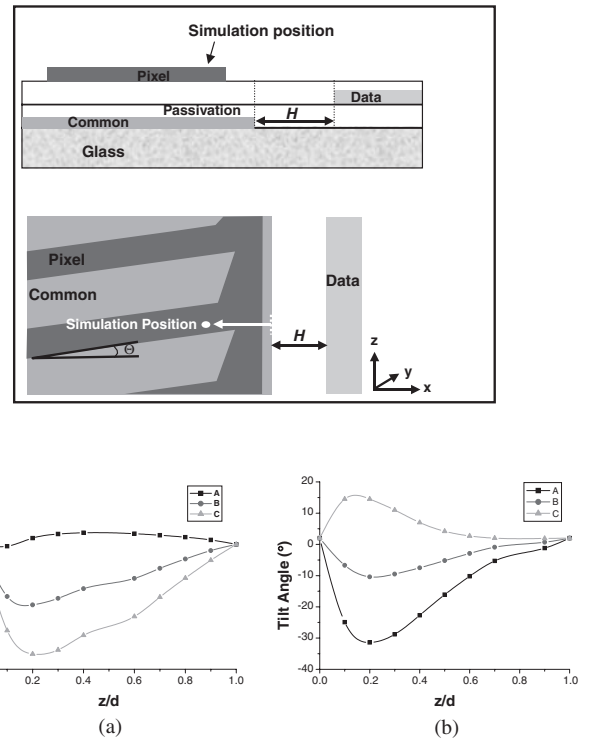 Simulation position
Pixel
Data
Passivation
H
Common
Glass
Pixel
Common
Data
Simulation Position
H
Θ
z
y
x
A
B
C
0.2 0.4 0.6 0.8 1.0
z/d
(a)
20
10
0
-10
-20
-30
-40
Tilt Angle (°)
A
B
C
0.0 0.2 0.4 0.6 0.8 1.0
z/d
(b)